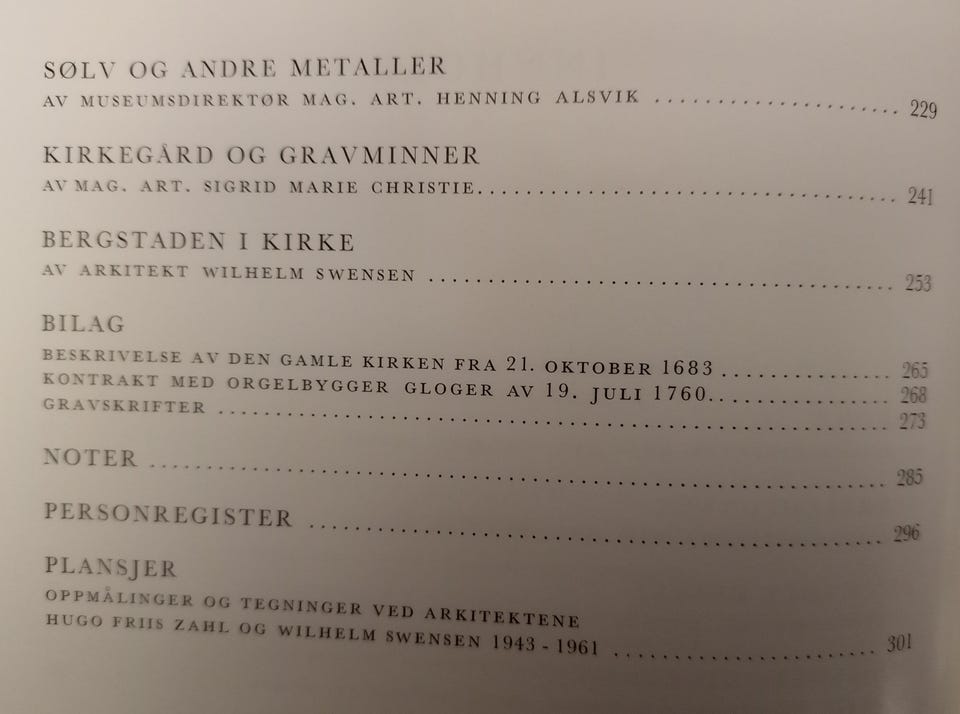 SØLV OG ANDRE METALLER
AV MUSEUMSDIREKTØR MAG. ART. HENNING ALSVIK ..................... 229
KIRKEGÅRD OG GRAVMINNER
AV MAG. ART. SIGRID MARIE CHRISTIE..................................... 241
BERGSTADEN I KIRKE
AV ARKITEKT WILHELM SWENSEN ......................................... 253
BILAG
BESKRIVELSE AV DEN GAMLE KIRKEN FRA 21. OKTOBER 1683 .............. 265
KONTRAKT MED ORGELBYGGER GLOGER AV 19. JULI 1760................ 268
GRAVSKRIFTER ........................................................... 273
NOTER .................................................................. 285
PERSONREGISTER .................................................... 296
PLANSJER
OPPMÅLINGER OG TEGNINGER VED ARKITEKTENE
HUGO FRIIS ZAHL OG WILHELM SWENSEN 1943 - 1961 ........................ 301